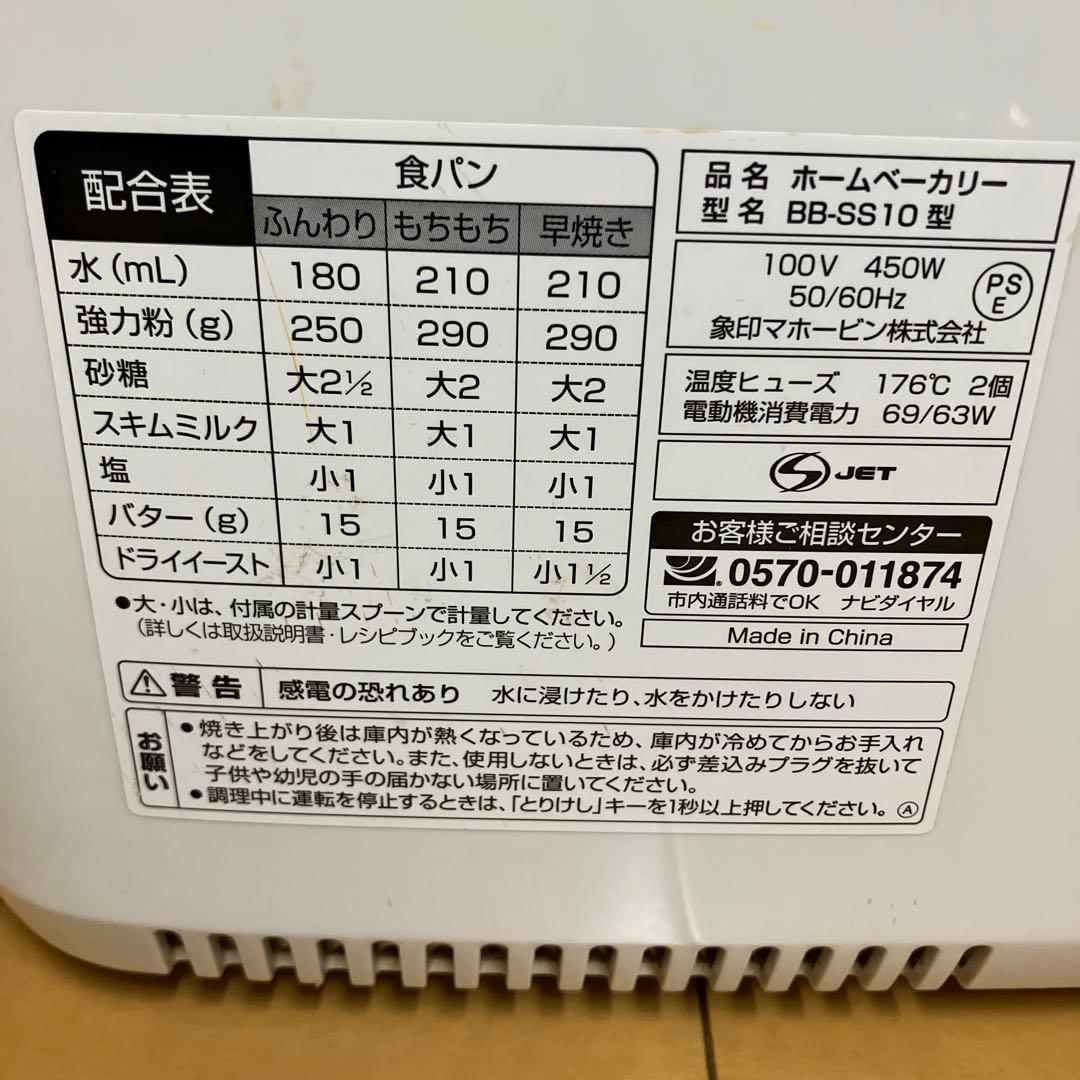 配合表 食パン
ふんわり もちもち 早焼き
水(mL) 180 210 210
強力粉(g) 250 290 290
砂糖 大2½ 大2 大2
スキムミルク 大1 大1 大1
塩 小1 小1 小1
バター(g) 15 15 15
ドライイースト 小1 小1 小1½
●大・小は、付属の計量スプーンで計量してください。
(詳しくは取扱説明書・レシピブックをご覧ください。)
品名 ホームベーカリー
型名 BB-SS10型
100V 450W
50/60Hz
PS
E
象印マホービン株式会社
温度ヒューズ 176℃ 2個
電動機消費電力 69/63W
JET
お客様ご相談センター
0570-011874
市内通話料でOK ナビダイヤル
Made in China
⚠警告 感電の恐れあり 水に浸けたり、水をかけたりしない
お願い
●焼き上がり後は庫内が熱くなっているため、庫内が冷めてからお手入れ
などをしてください。また、使用しないときは、必ず差込みプラグを抜いて
子供や幼児の手の届かない場所に置いてください。
●調理中に運転を停止するときは、「とりけし」キーを1秒以上押してください。Ⓐ